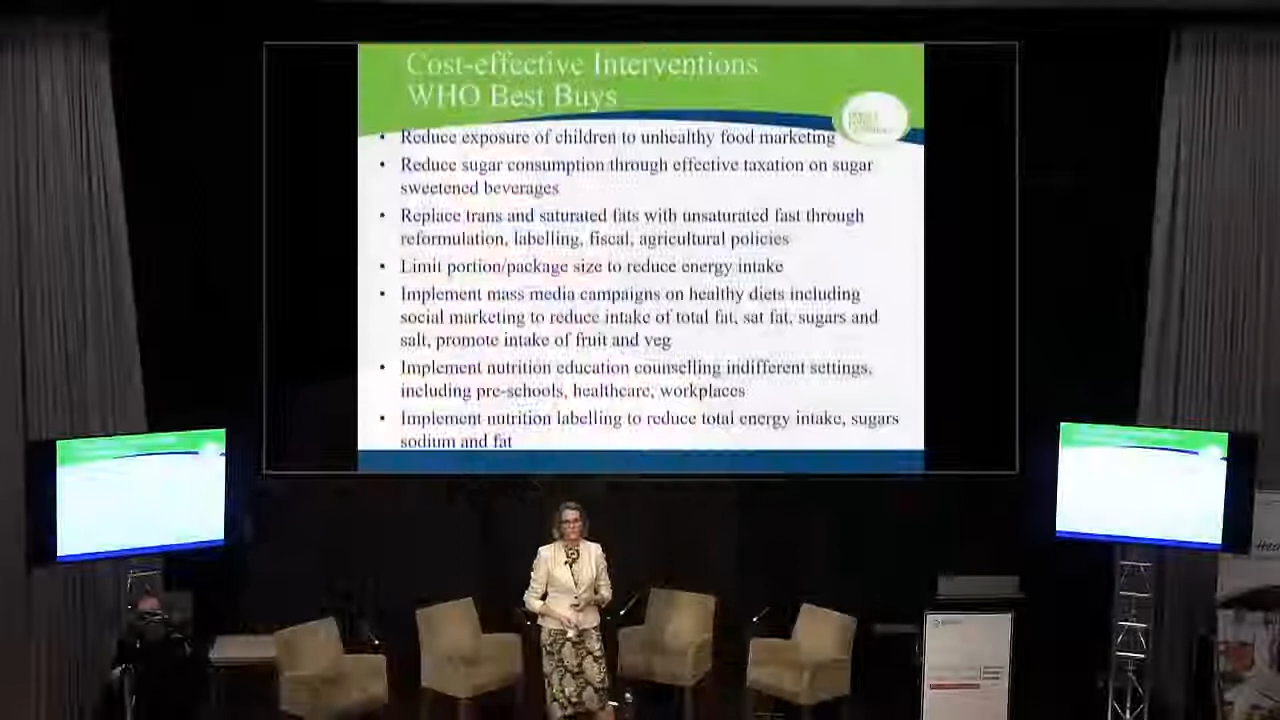 Cost-effective Interventions
WHO Best Buys
• Reduce exposure of children to unhealthy food marketing
• Reduce sugar consumption through effective taxation on sugar
sweetened beverages
• Replace trans and saturated fats with unsaturated fast through
reformulation, labelling, fiscal, agricultural policies
• Limit portion/package size to reduce energy intake
• Implement mass media campaigns on healthy diets including
social marketing to reduce intake of total fat, sat fat, sugars and
salt, promote intake of fruit and veg
• Implement nutrition education counselling indifferent settings,
including pre-schools, healthcare, workplaces
• Implement nutrition labelling to reduce total energy intake, sugars
sodium and fat